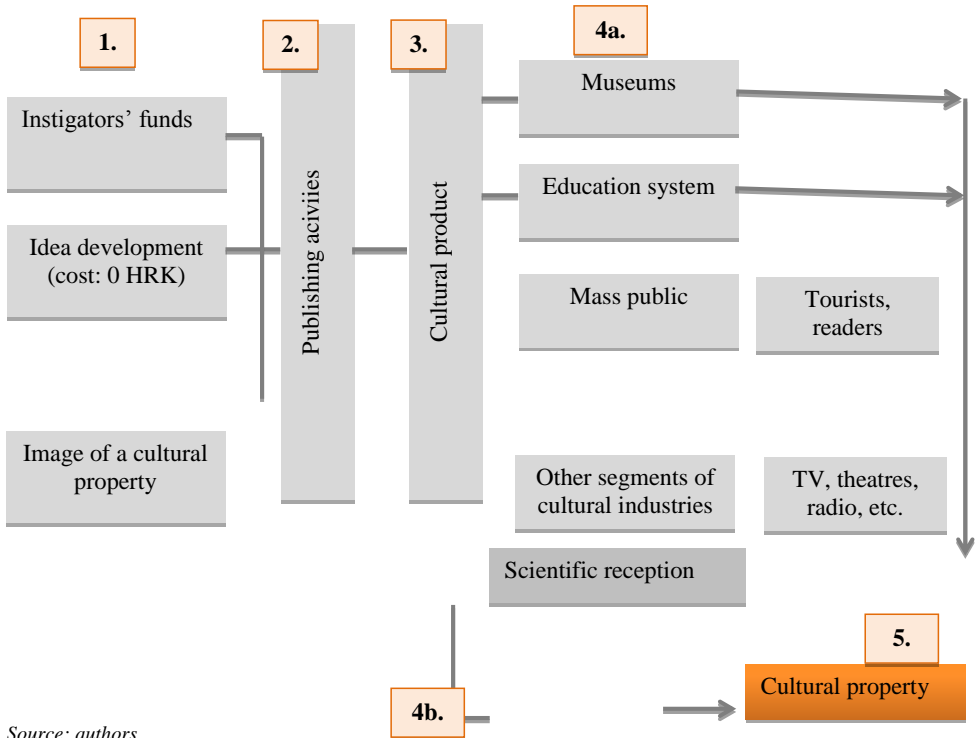 1.
Instigators’ funds
Idea development
(cost: 0 HRK)
Image of a cultural
property
2.
Publishing aciviies
3.
Cultural product
4a.
Museums
Education system
Mass public
Tourists,
readers
Other segments of
cultural industries
TV, theatres,
radio, etc.
Scientific reception
4b.
5.
Cultural property
Source: authors